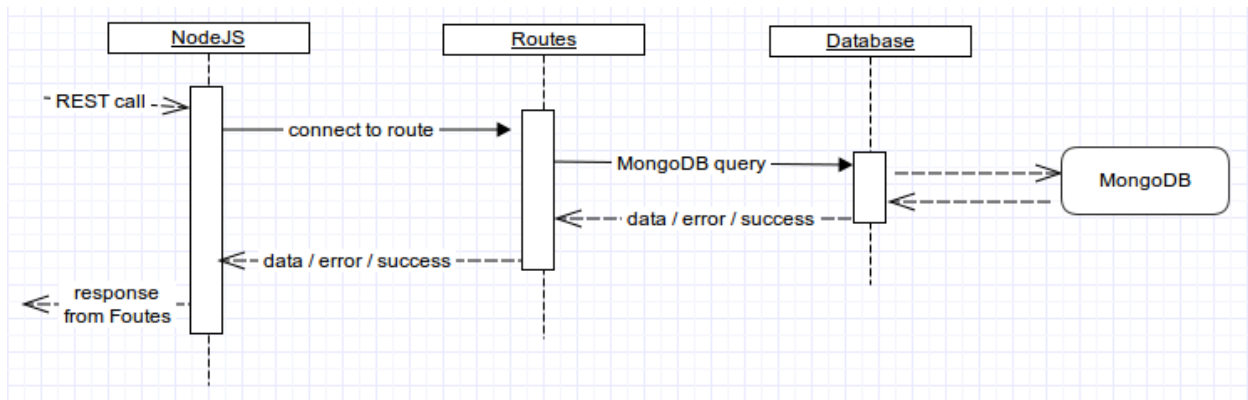 NodeJS
Routes
Database
REST call
connect to route
MongoDB query
MongoDB
data / error / success
data / error / success
response
from Foutes